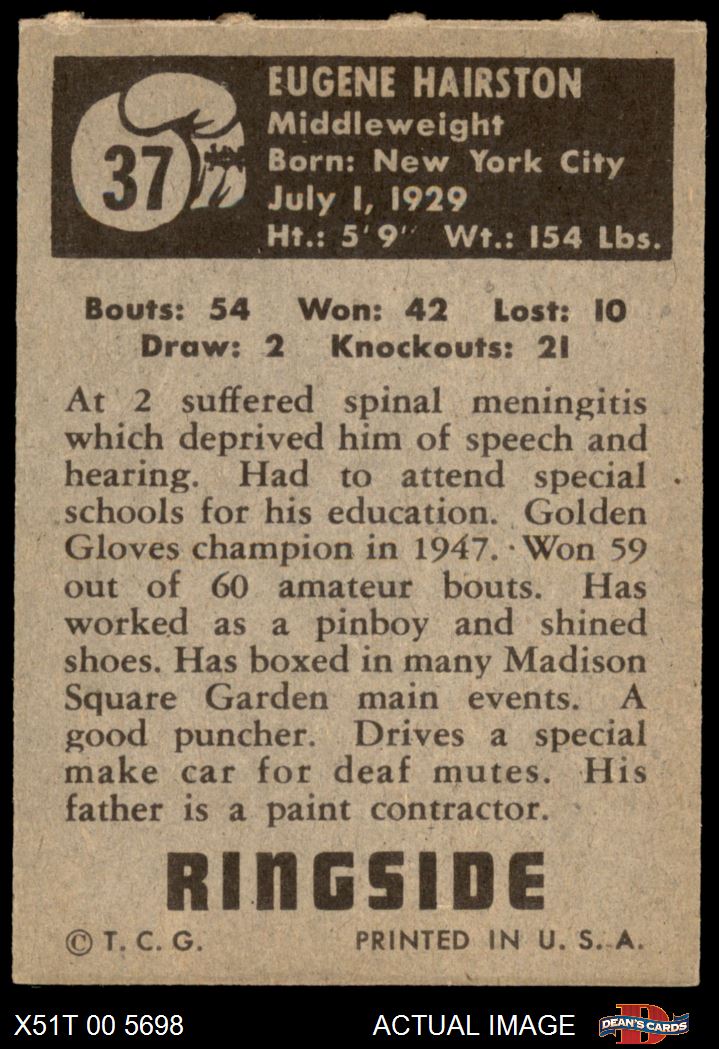 37
EUGENE HAIRSTON
Middleweight
Born: New York City
July 1, 1929
Ht.: 5'9" Wt.: 154 Lbs.
Bouts: 54 Won: 42 Lost: 10
Draw: 2 Knockouts: 21
At 2 suffered spinal meningitis
which deprived him of speech and
hearing. Had to attend special
schools for his education. Golden
Gloves champion in 1947. Won 59
out of 60 amateur bouts. Has
worked as a pinboy and shined
shoes. Has boxed in many Madison
Square Garden main events. A
good puncher. Drives a special
make car for deaf mutes. His
father is a paint contractor.
RINGSIDE
© T. C. G. PRINTED IN U. S. A.
X51T 00 5698 ACTUAL IMAGE D DEAN'S CARDS